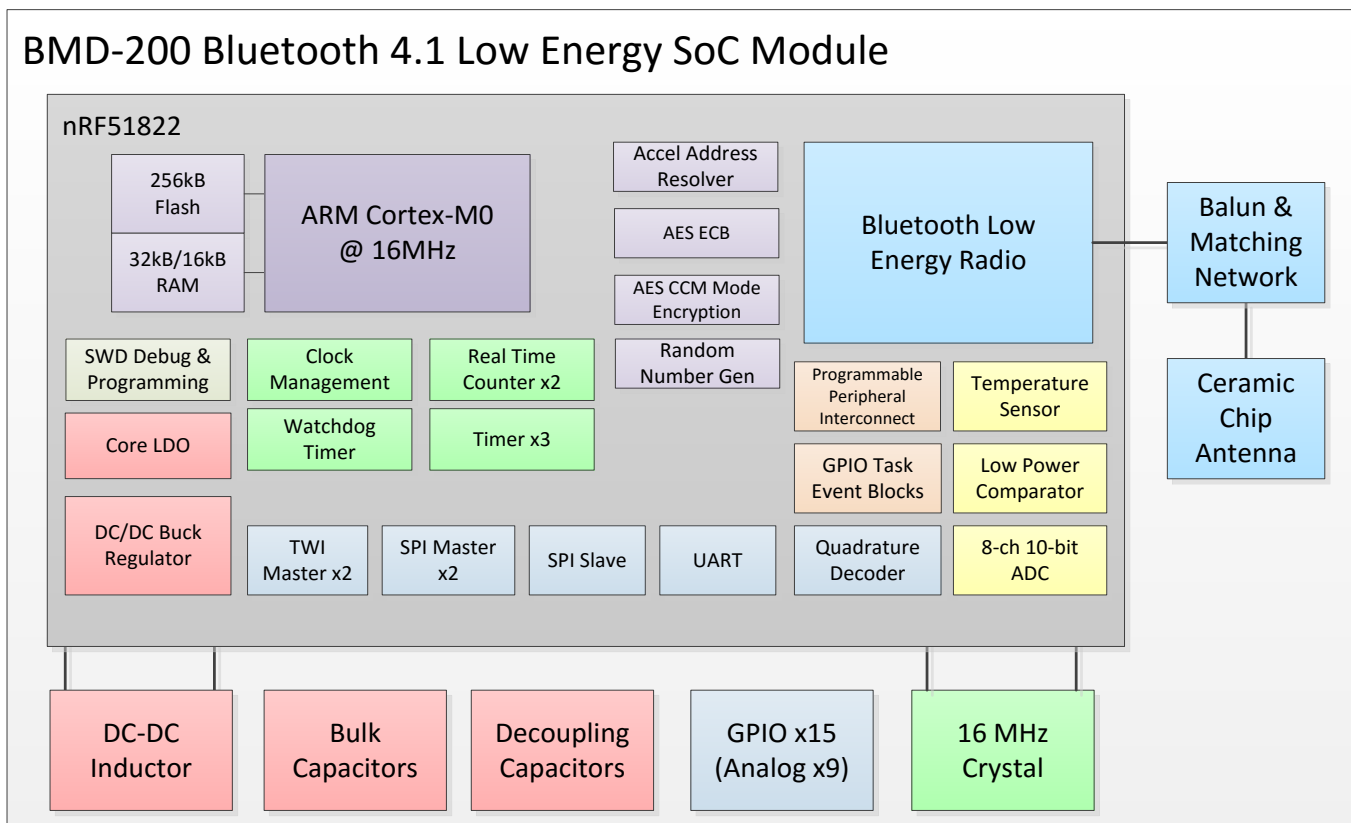 BMD-200 Bluetooth 4.1 Low Energy SoC Module
nRF51822
256kB
Flash
32kB/16kB
RAM
ARM Cortex-M0
@ 16MHz
Accel Address
Resolver
AES ECB
AES CCM Mode
Encryption
Random
Number Gen
Bluetooth Low
Energy Radio
Balun &
Matching
Network
Ceramic
Chip
Antenna
SWD Debug &
Programming
Clock
Management
Real Time
Counter x2
Programmable
Peripheral
Interconnect
Temperature
Sensor
Core LDO
Watchdog
Timer
Timer x3
GPIO Task
Event Blocks
Low Power
Comparator
DC/DC Buck
Regulator
TWI
Master x2
SPI Master
x2
SPI Slave
UART
Quadrature
Decoder
8-ch 10-bit
ADC
DC-DC
Inductor
Bulk
Capacitors
Decoupling
Capacitors
GPIO x15
(Analog x9)
16 MHz
Crystal